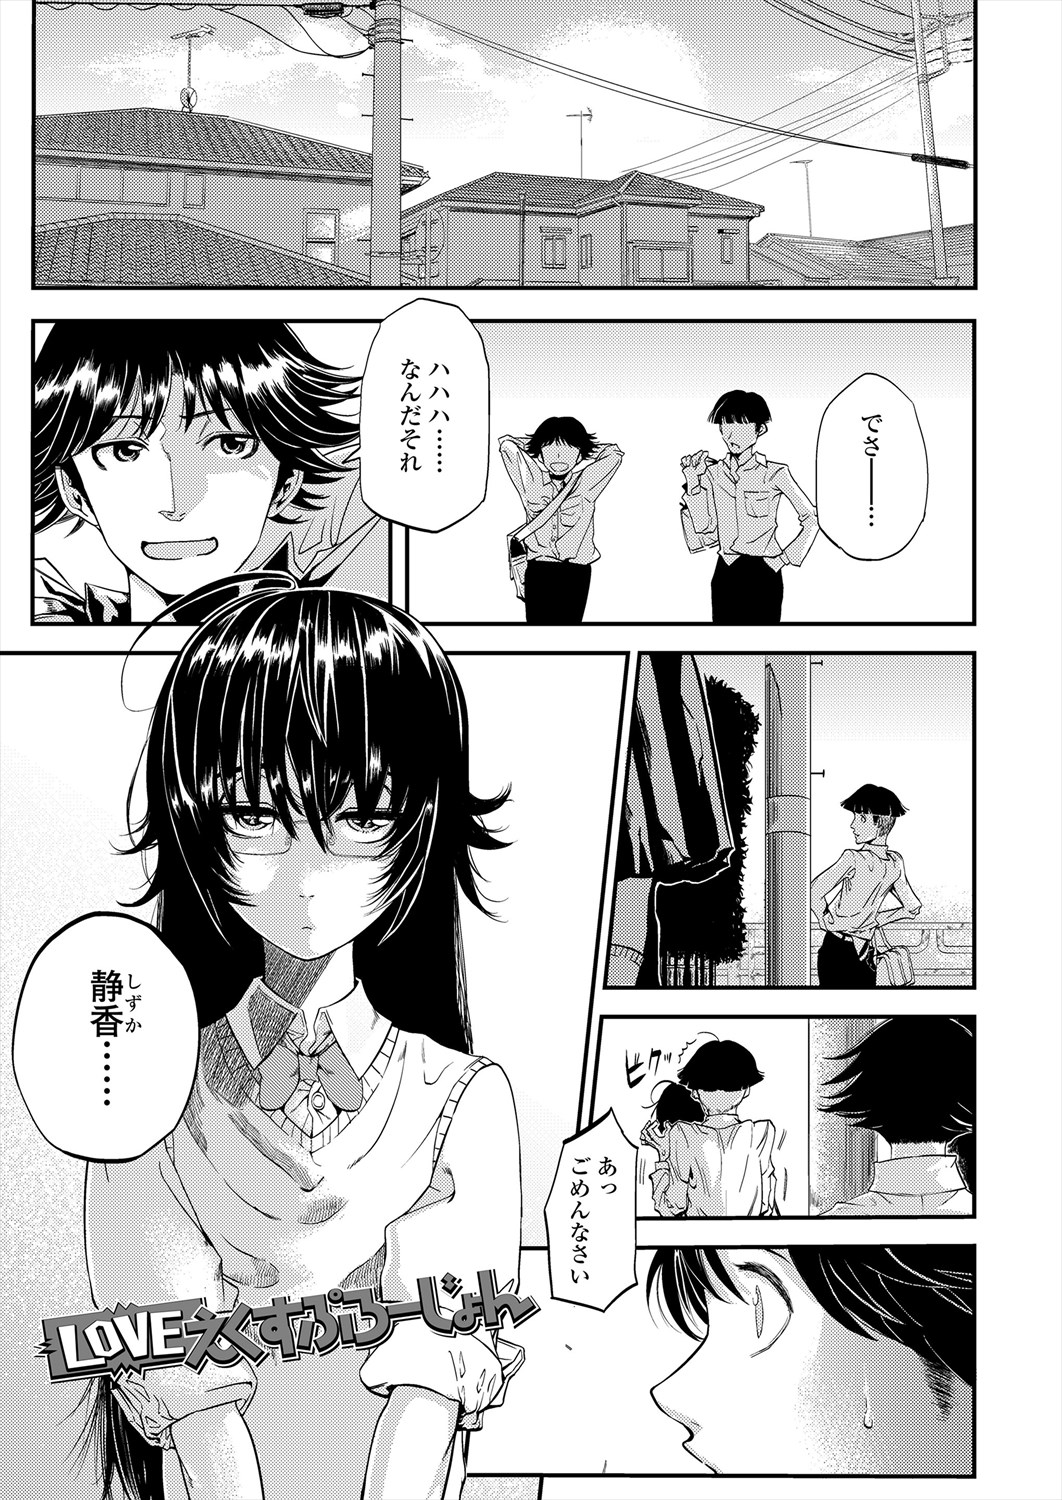 でさ――…
ハハハ……
なんだそれ
ビクッ
あっ
ごめんなさい
しずか
静香……
LOVEえくすぷろーじょん